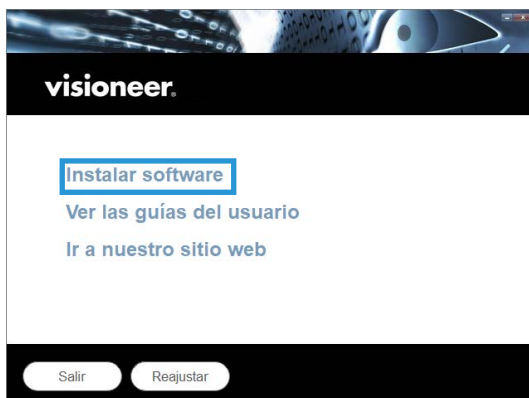 visioneer®
Instalar software
Ver las guías del usuario
Ir a nuestro sitio web
Salir
Reajustar